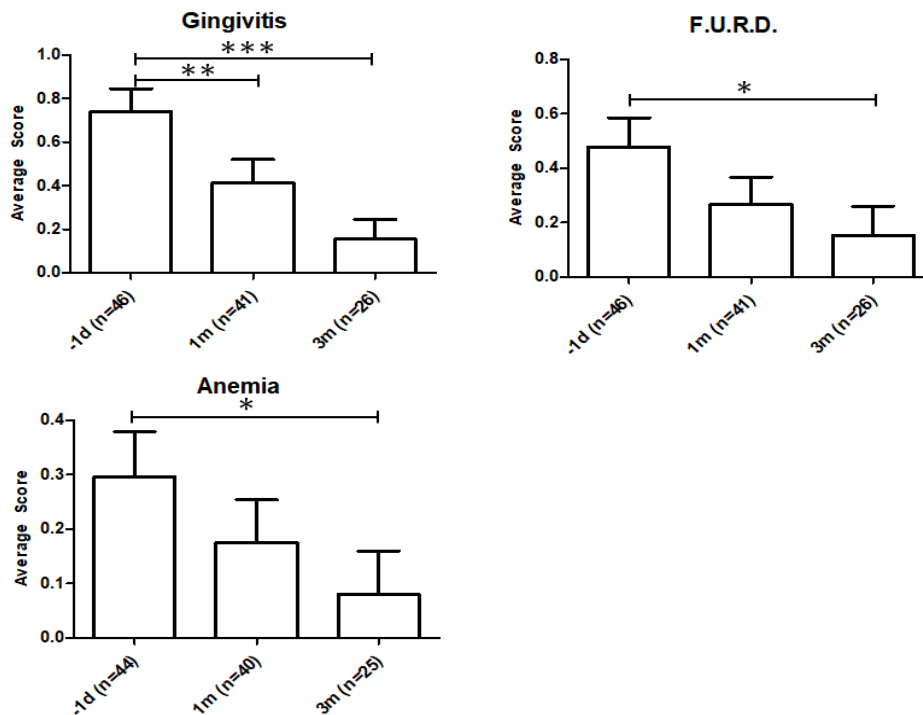 Gingivitis
***
**
1.0
0.8
0.6
0.4
0.2
0.0
Average Score
-1d (n=46)
1m (n=41)
3m (n=26)
F.U.R.D.
*
0.8
0.6
0.4
0.2
0.0
Average Score
-1d (n=46)
1m (n=41)
3m (n=26)
Anemia
*
0.4
0.3
0.2
0.1
0.0
Average Score
-1d (n=44)
1m (n=40)
3m (n=25)